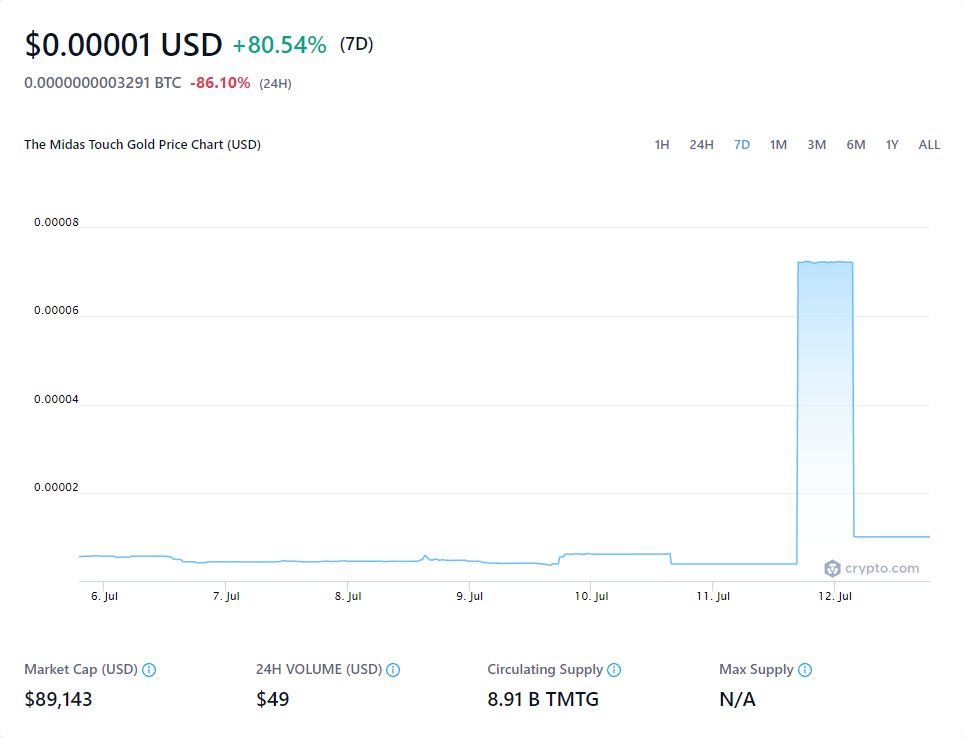 $0.00001 USD +80.54% (7D)
0.0000000003291 BTC -86.10% (24H)
The Midas Touch Gold Price Chart (USD) 1H 24H 7D 1M 3M 6M 1Y ALL
0.00008
0.00006
0.00004
0.00002
crypto.com
6. Jul 7. Jul 8. Jul 9. Jul 10. Jul 11. Jul 12. Jul
Market Cap (USD) 24H VOLUME (USD) Circulating Supply Max Supply
$89,143 $49 8.91 B TMTG N/A